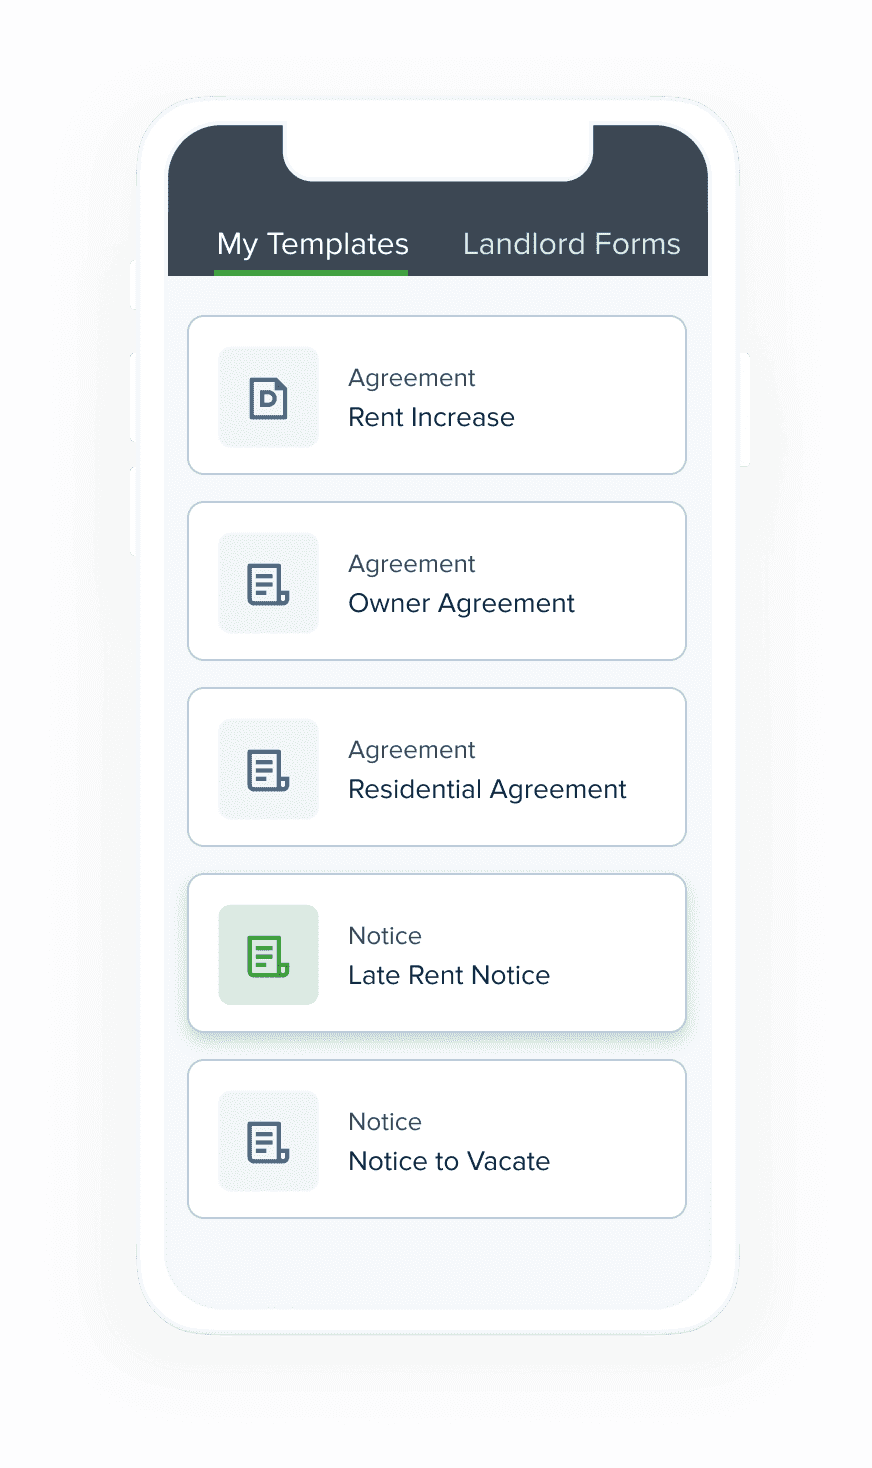 My Templates Landlord Forms
Agreement
Rent Increase
Agreement
Owner Agreement
Agreement
Residential Agreement
Notice
Late Rent Notice
Notice
Notice to Vacate